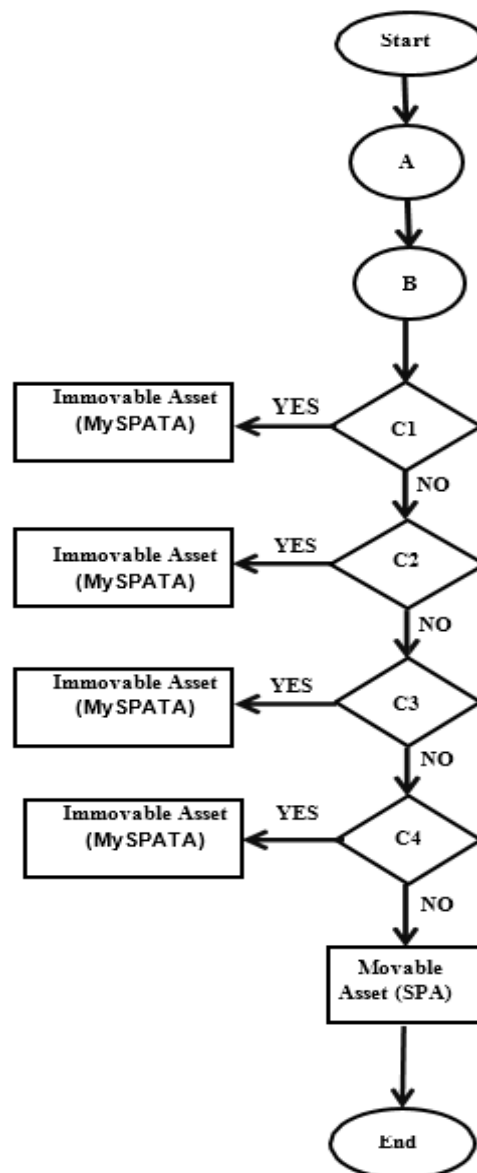 Start
A
B
Immovable Asset
(MySPATA)
YES
C1
NO
Immovable Asset
(MySPATA)
YES
C2
NO
Immovable Asset
(MySPATA)
YES
C3
NO
Immovable Asset
(MySPATA)
YES
C4
NO
Movable
Asset (SPA)
End